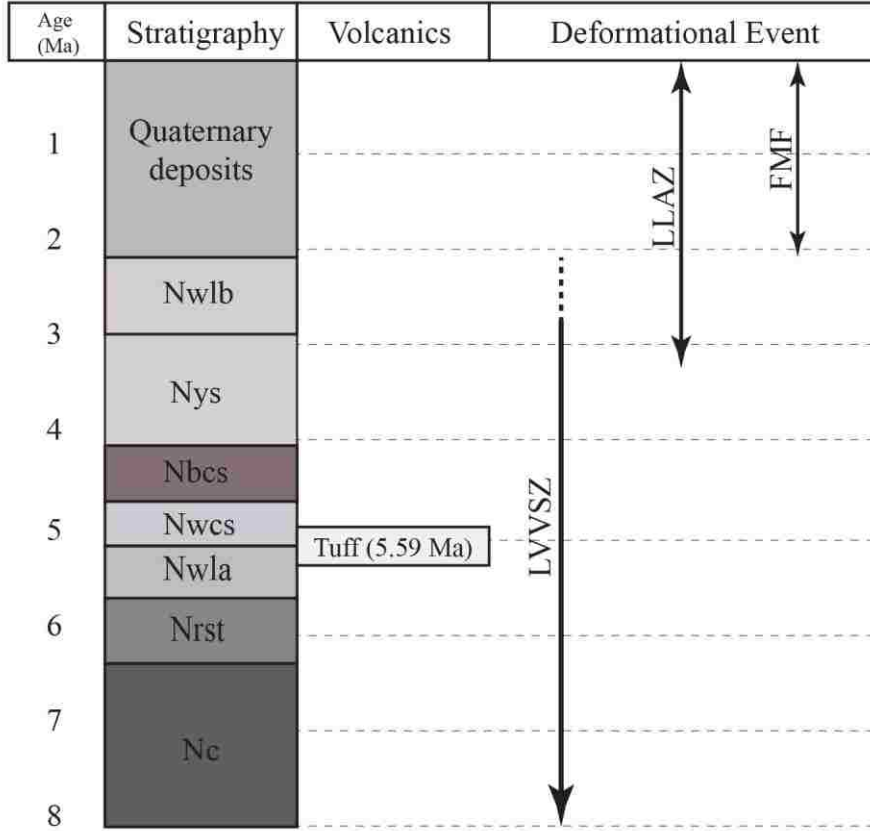 Age
(Ma)
Stratigraphy
Volcanics
Deformational Event
1
2
3
4
5
6
7
8
Quaternary
deposits
Nwlb
Nys
Nbcs
Nwcs
Nwla
Nrst
Nc
Tuff (5.59 Ma)
LVVSZ
LLAZ
FMF